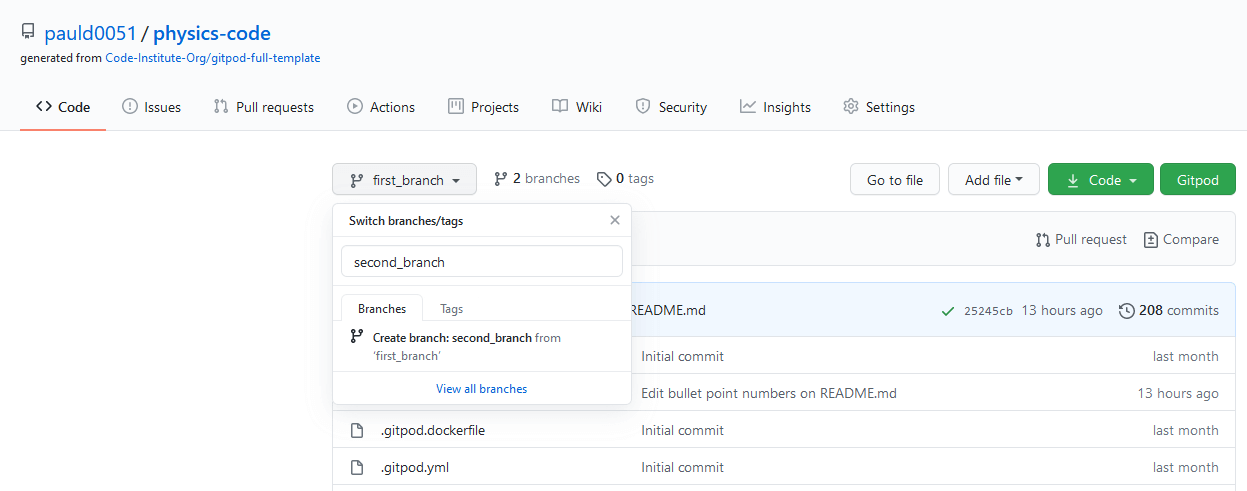 pauld0051 / physics-code
generated from Code-Institute-Org/gitpod-full-template
Code Issues Pull requests Actions Projects Wiki Security Insights Settings
first_branch 2 branches 0 tags Go to file Add file Code Gitpod
Switch branches/tags
Pull request Compare
second_branch
Branches Tags
README.md 25245cb 13 hours ago 208 commits
Create branch: second_branch from
'first_branch'
Initial commit last month
View all branches
Edit bullet point numbers on README.md 13 hours ago
.gitpod.dockerfile Initial commit last month
.gitpod.yml Initial commit last month